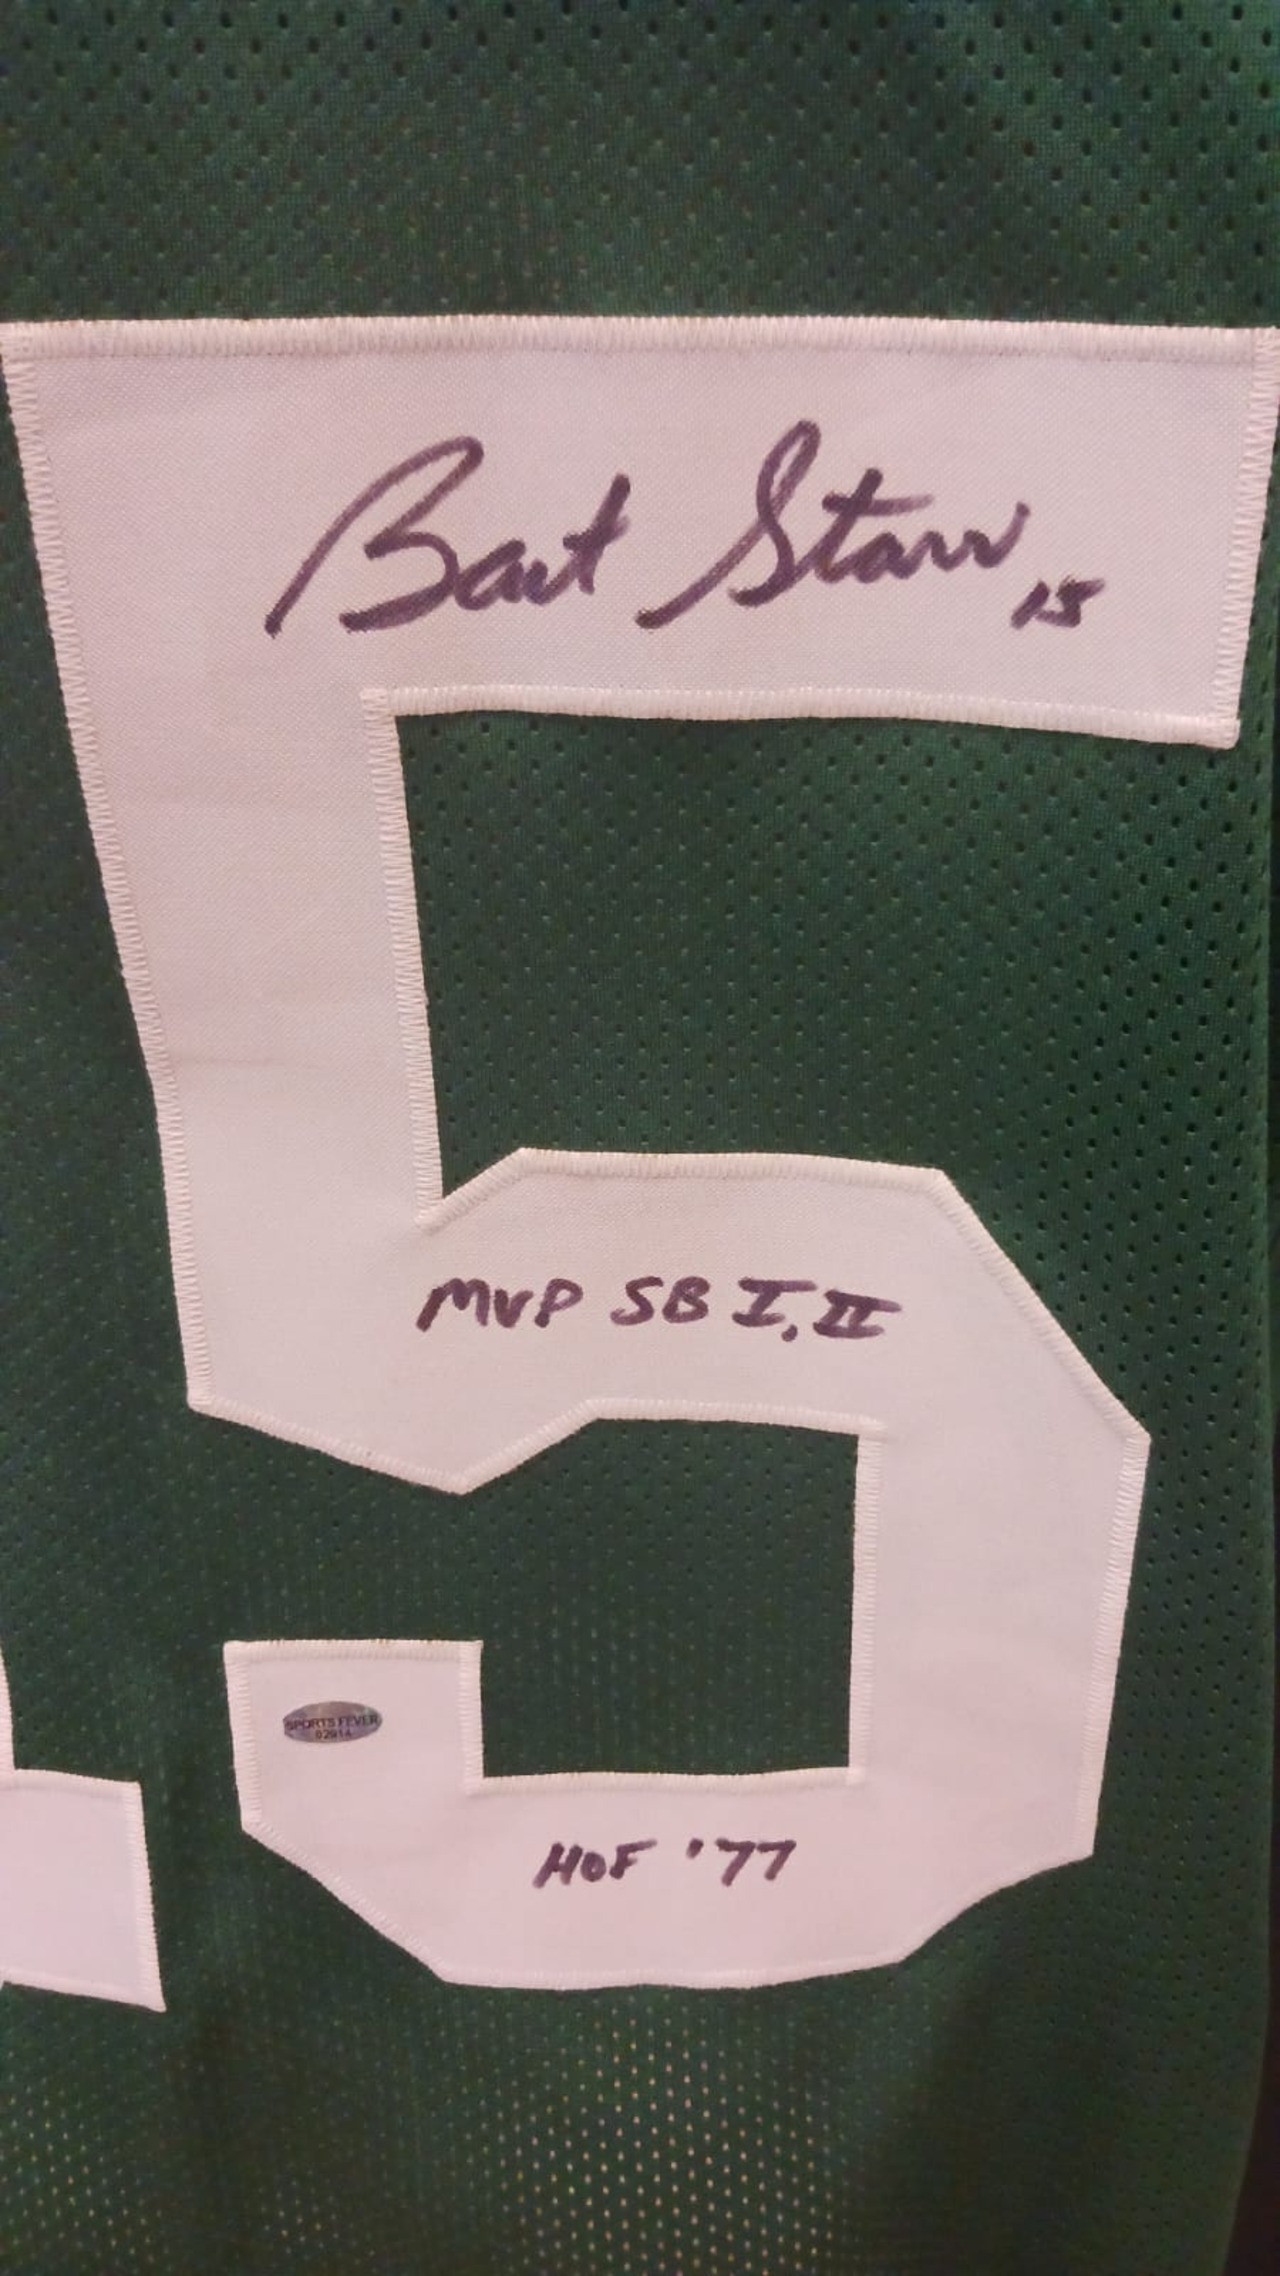 Bart Starr 15
MVP SB I, II
SPORTS FEVER
HOF '77